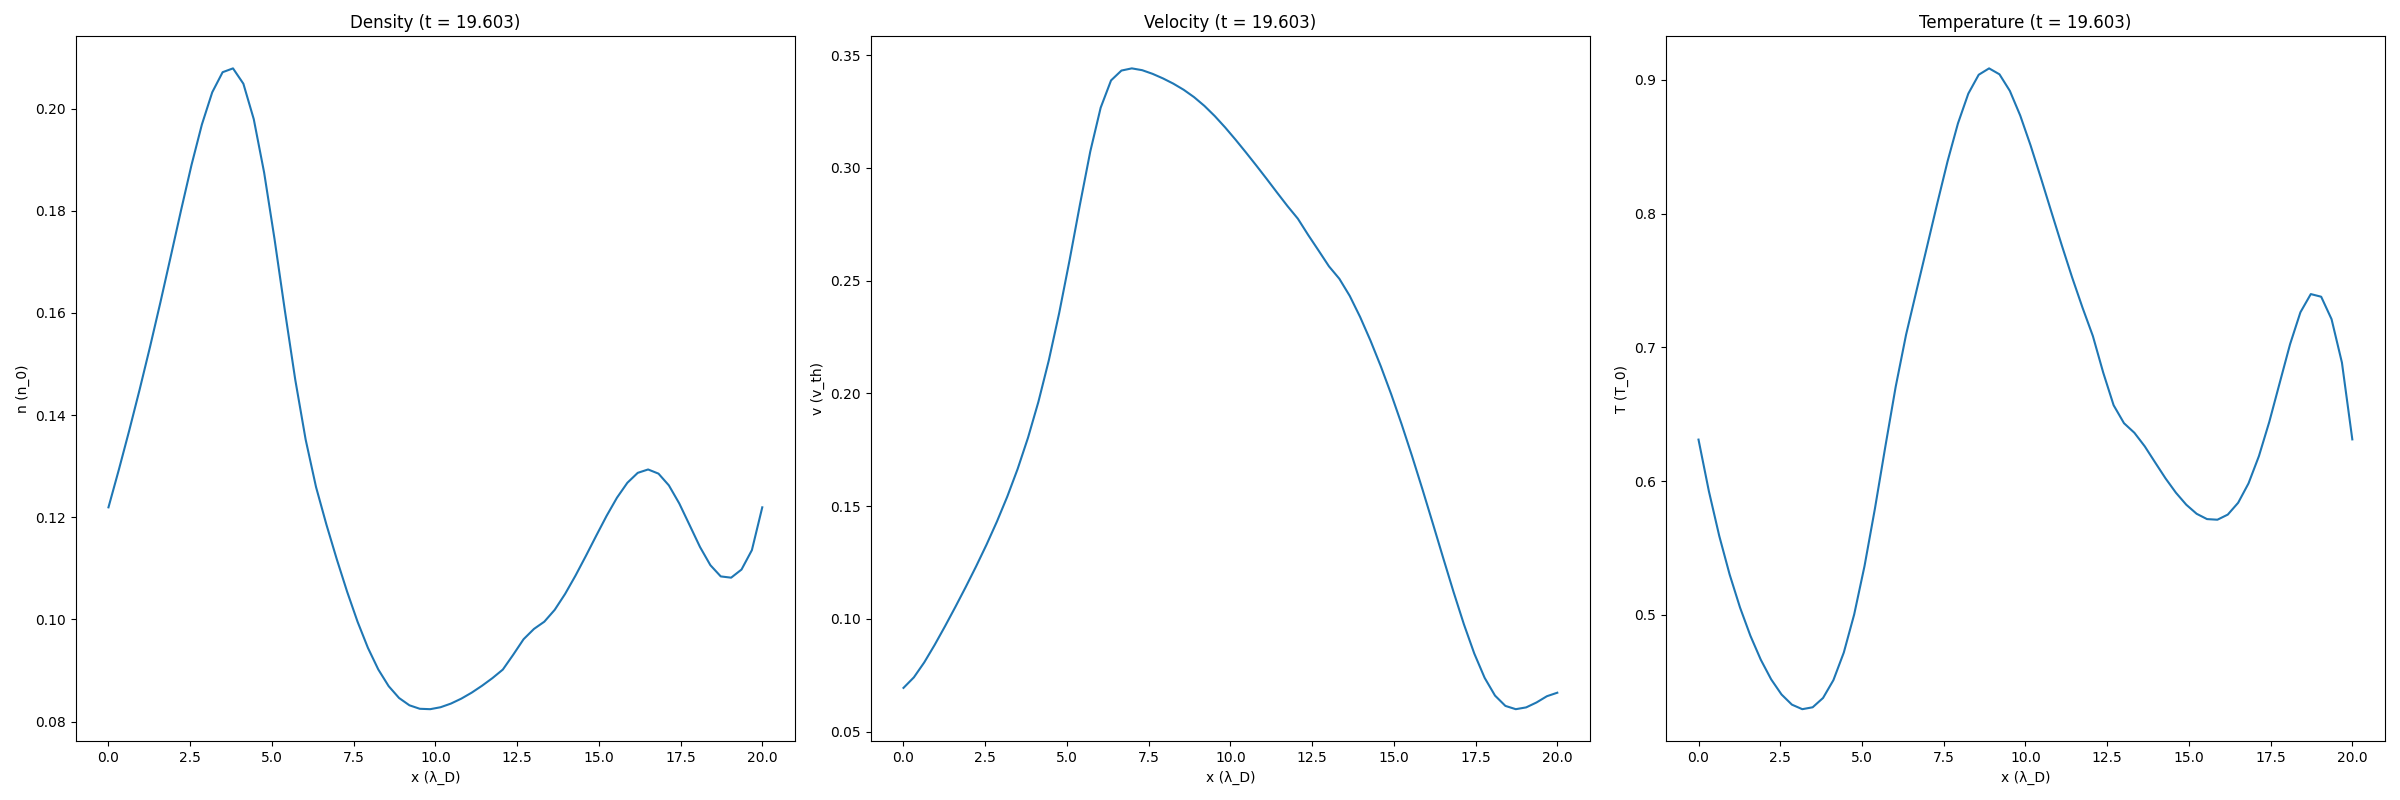 Density (t = 19.603)
n (n_0)
0.20
0.18
0.16
0.14
0.12
0.10
0.08
0.0 2.5 5.0 7.5 10.0 12.5 15.0 17.5 20.0
x (λ_D)
Velocity (t = 19.603)
v (v_th)
0.35
0.30
0.25
0.20
0.15
0.10
0.05
0.0 2.5 5.0 7.5 10.0 12.5 15.0 17.5 20.0
x (λ_D)
Temperature (t = 19.603)
T (T_0)
0.9
0.8
0.7
0.6
0.5
0.0 2.5 5.0 7.5 10.0 12.5 15.0 17.5 20.0
x (λ_D)